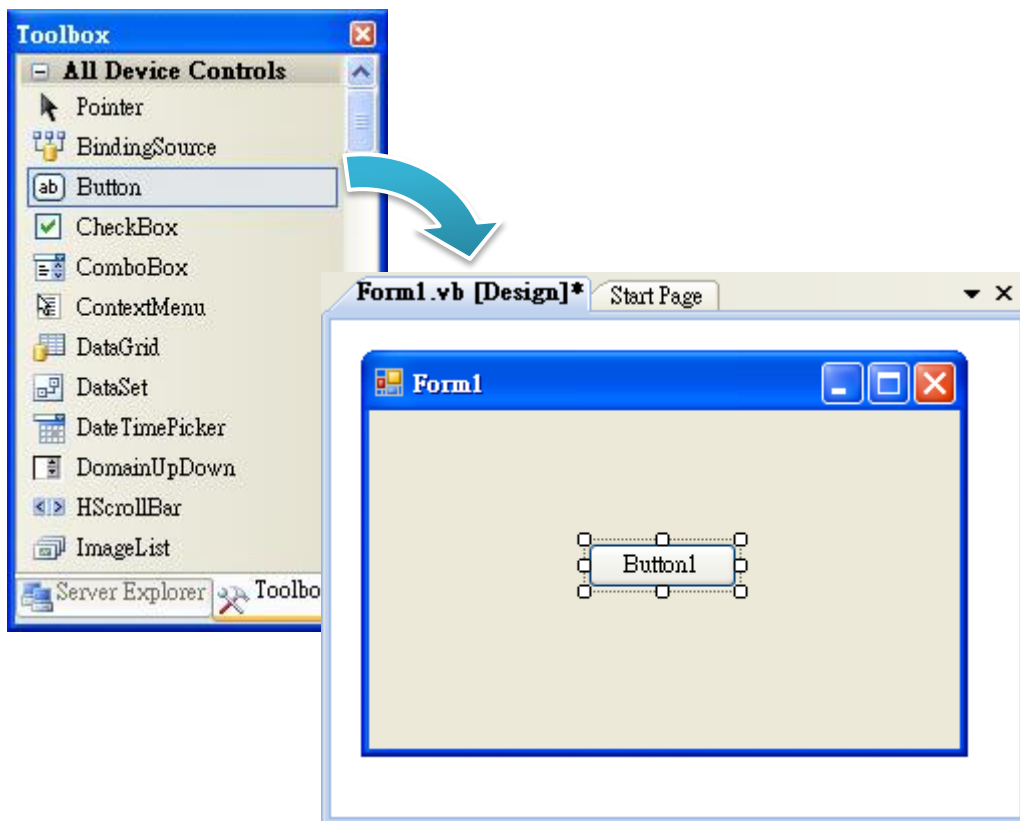 Toolbox
All Device Controls
Pointer
BindingSource
ab Button
CheckBox
ComboBox
ContextMenu
DataGrid
DataSet
DateTimePicker
DomainUpDown
HScrollBar
ImageList
Server Explorer Toolbo
Form1.vb [Design]* Start Page
Form1
Button1